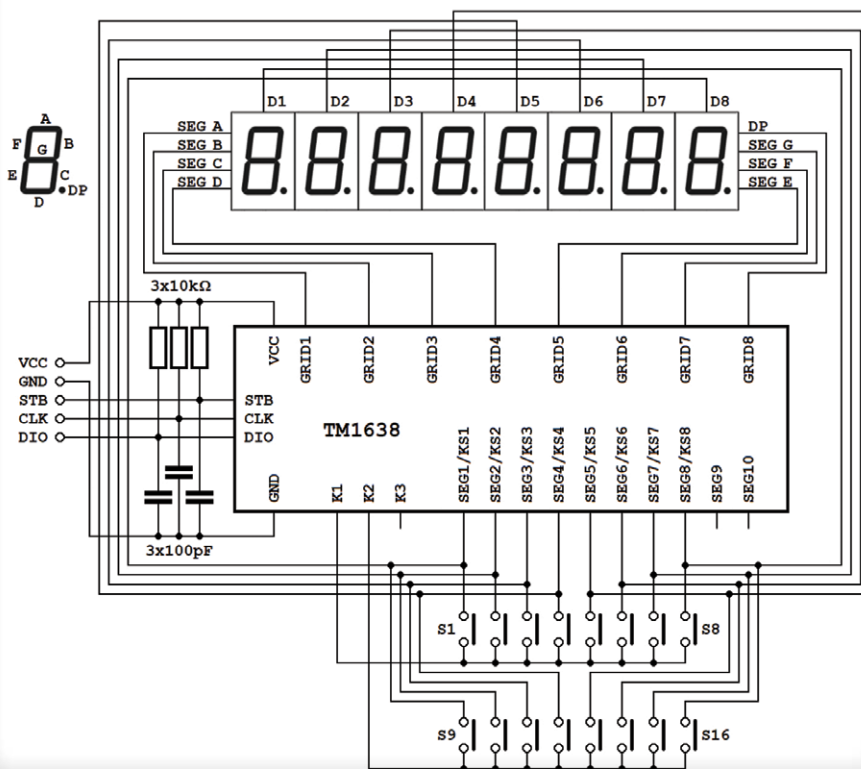 D1 D2 D3 D4 D5 D6 D7 D8
A
F G B
E C
D DP
SEG A
SEG B
SEG C
SEG D
DP
SEG G
SEG F
SEG E
3x10kΩ
VCC
GND
STB
CLK
DIO
VCC GRID1 GRID2 GRID3 GRID4 GRID5 GRID6 GRID7 GRID8
STB
CLK
DIO
TM1638
GND K1 K2 K3 SEG1/KS1 SEG2/KS2 SEG3/KS3 SEG4/KS4 SEG5/KS5 SEG6/KS6 SEG7/KS7 SEG8/KS8 SEG9 SEG10
3x100pF
S1 S8
S9 S16